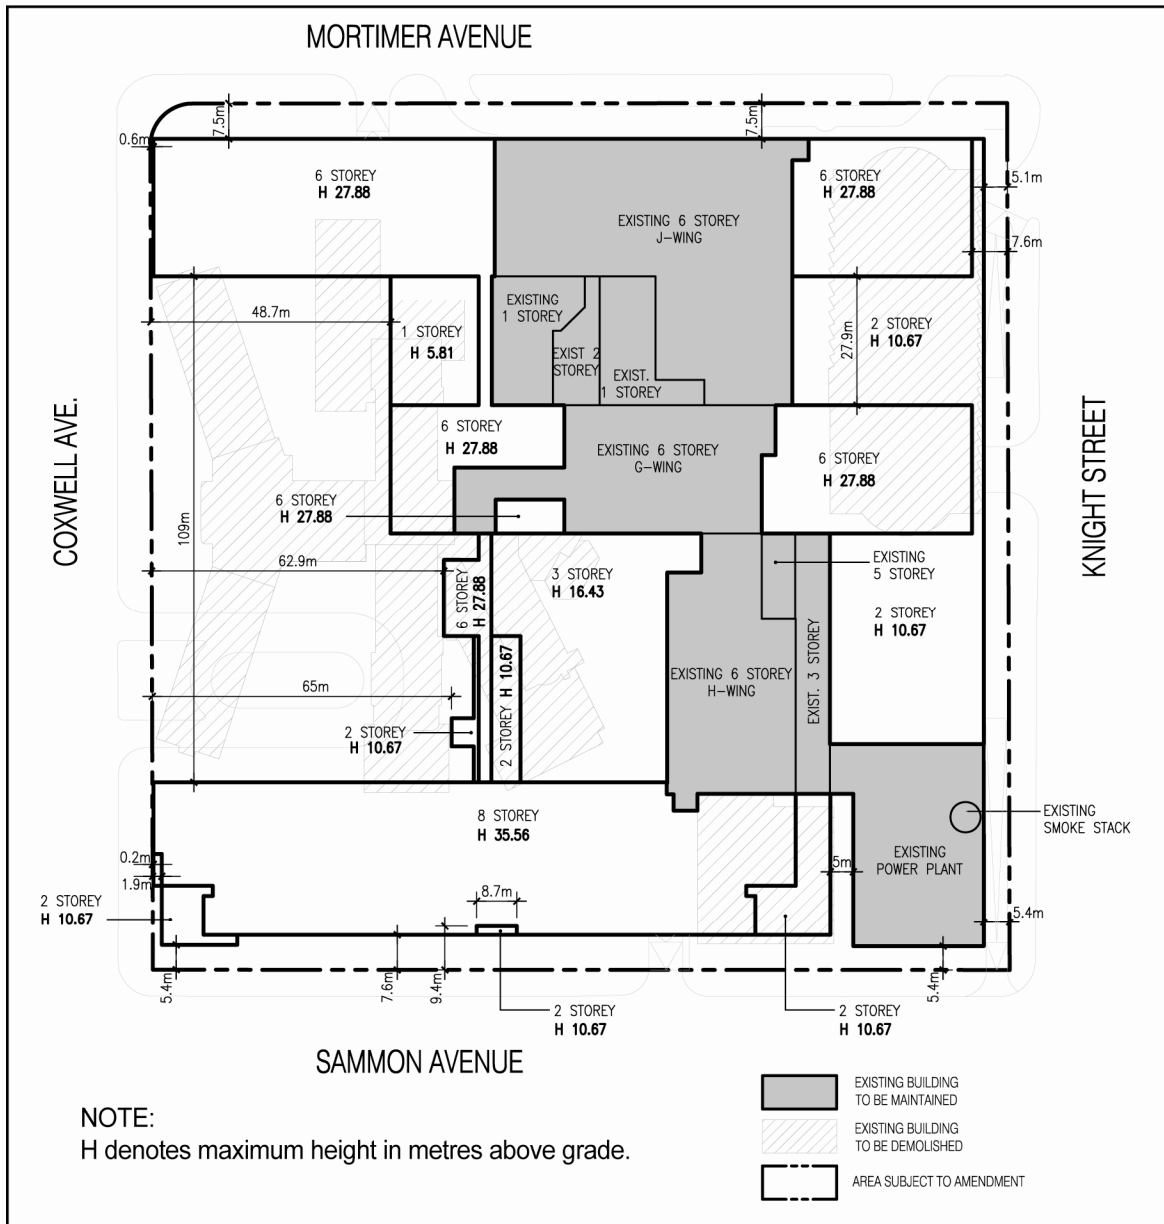 MORTIMER AVENUE
0.6m
7.5m
7.5m
6 STOREY
H 27.88
EXISTING 6 STOREY
J-WING
6 STOREY
H 27.88
5.1m
7.6m
48.7m
1 STOREY
H 5.81
EXISTING
1 STOREY
EXIST 2
STOREY
EXIST.
1 STOREY
27.9m
2 STOREY
H 10.67
COXWELL AVE.
KNIGHT STREET
6 STOREY
H 27.88
EXISTING 6 STOREY
G-WING
6 STOREY
H 27.88
6 STOREY
H 27.88
109m
62.9m
6 STOREY
H 27.88
3 STOREY
H 16.43
EXISTING
5 STOREY
2 STOREY
H 10.67
65m
2 STOREY
H 10.67
2 STOREY H 10.67
EXISTING 6 STOREY
H-WING
EXIST. 3 STOREY
8 STOREY
H 35.56
EXISTING
SMOKE STACK
0.2m
1.9m
2 STOREY
H 10.67
8.7m
5m
EXISTING
POWER PLANT
5.4m
5.4m
7.6m
9.4m
5.4m
2 STOREY
H 10.67
2 STOREY
H 10.67
SAMMON AVENUE
NOTE:
H denotes maximum height in metres above grade.
EXISTING BUILDING
TO BE MAINTAINED
EXISTING BUILDING
TO BE DEMOLISHED
AREA SUBJECT TO AMENDMENT